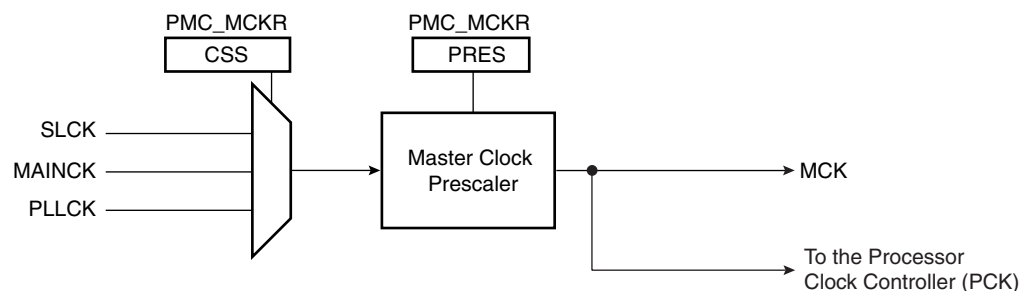 PMC_MCKR
CSS
PMC_MCKR
PRES
SLCK
MAINCK
PLLCK
Master Clock
Prescaler
MCK
To the Processor
Clock Controller (PCK)